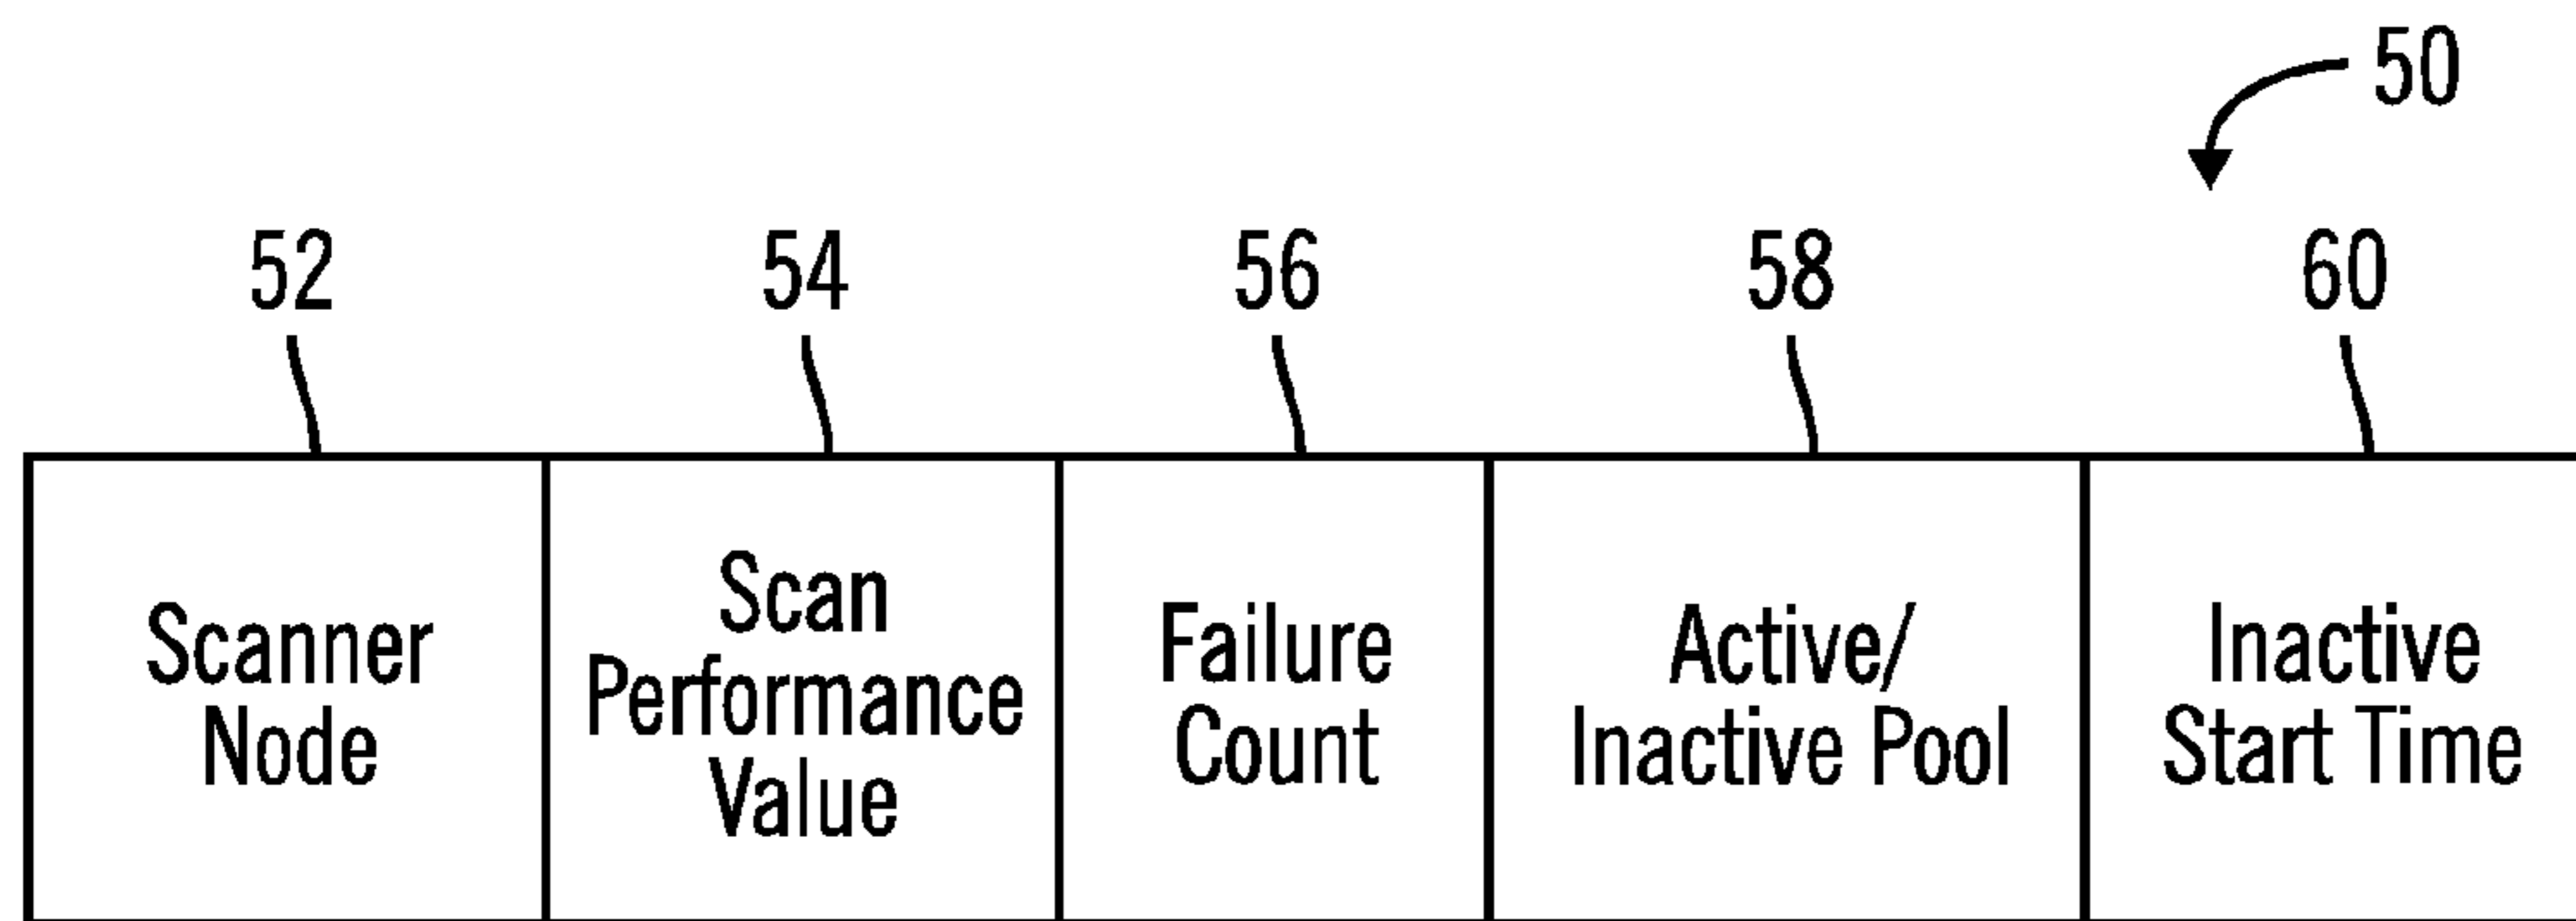 50
52
54
56
58
60
Scanner
Node
Scan
Performance
Value
Failure
Count
Active/
Inactive Pool
Inactive
Start Time